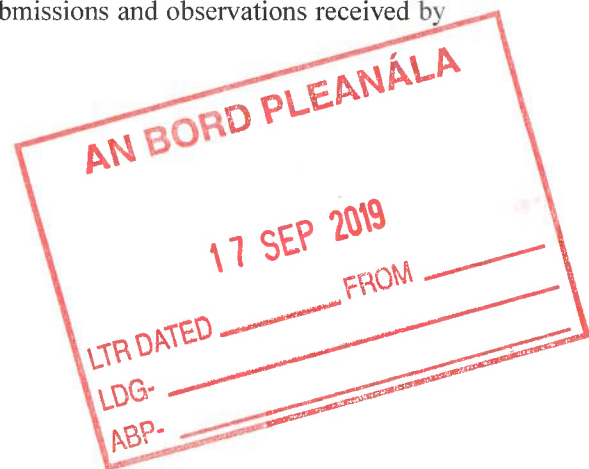 bmissions and observations received by
AN BORD PLEANÁLA
17 SEP 2019
LTR DATED FROM
LDG-
ABP-